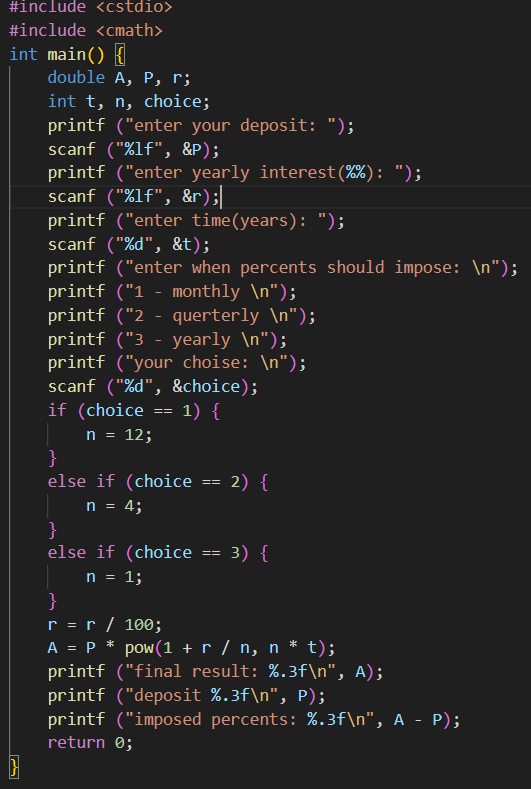 #include <cstdio>
#include <cmath>
int main() {
    double A, P, r;
    int t, n, choice;
    printf ("enter your deposit: ");
    scanf ("%lf", &P);
    printf ("enter yearly interest(%%): ");
    scanf ("%lf", &r);
    printf ("enter time(years): ");
    scanf ("%d", &t);
    printf ("enter when percents should impose: \n");
    printf ("1 - monthly \n");
    printf ("2 - querterly \n");
    printf ("3 - yearly \n");
    printf ("your choise: \n");
    scanf ("%d", &choice);
    if (choice == 1) {
        n = 12;
    }
    else if (choice == 2) {
        n = 4;
    }
    else if (choice == 3) {
        n = 1;
    }
    r = r / 100;
    A = P * pow(1 + r / n, n * t);
    printf ("final result: %.3f\n", A);
    printf ("deposit %.3f\n", P);
    printf ("imposed percents: %.3f\n", A - P);
    return 0;
}